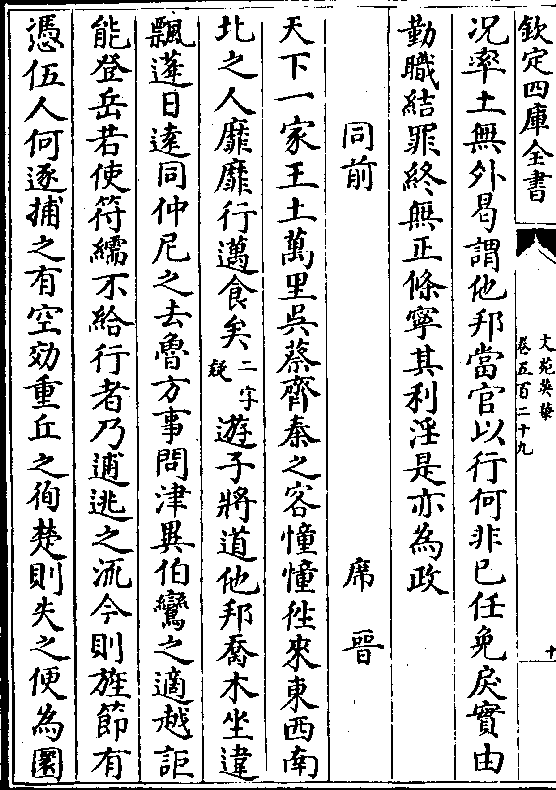 欽定四庫全書
文苑英華
卷五百二十九
十
况率土無外曷謂他邦當官以行何非已任免戾實由
勤職結罪終無正條寧其利淫是亦為政
同前 席晉
天下一家王土萬里吳蔡齊秦之客憧憧徃來東西南
北之人靡靡行邁食矣二字疑遊子將道他邦喬木坐違
飄蓬日遠同仲尼之去魯方事問津異伯鸞之適越詎
能登岳若使符繻不給行者乃逋逃之流今則旌節有
憑伍人何逐捕之有空効重丘之徇楚則失之便為圉